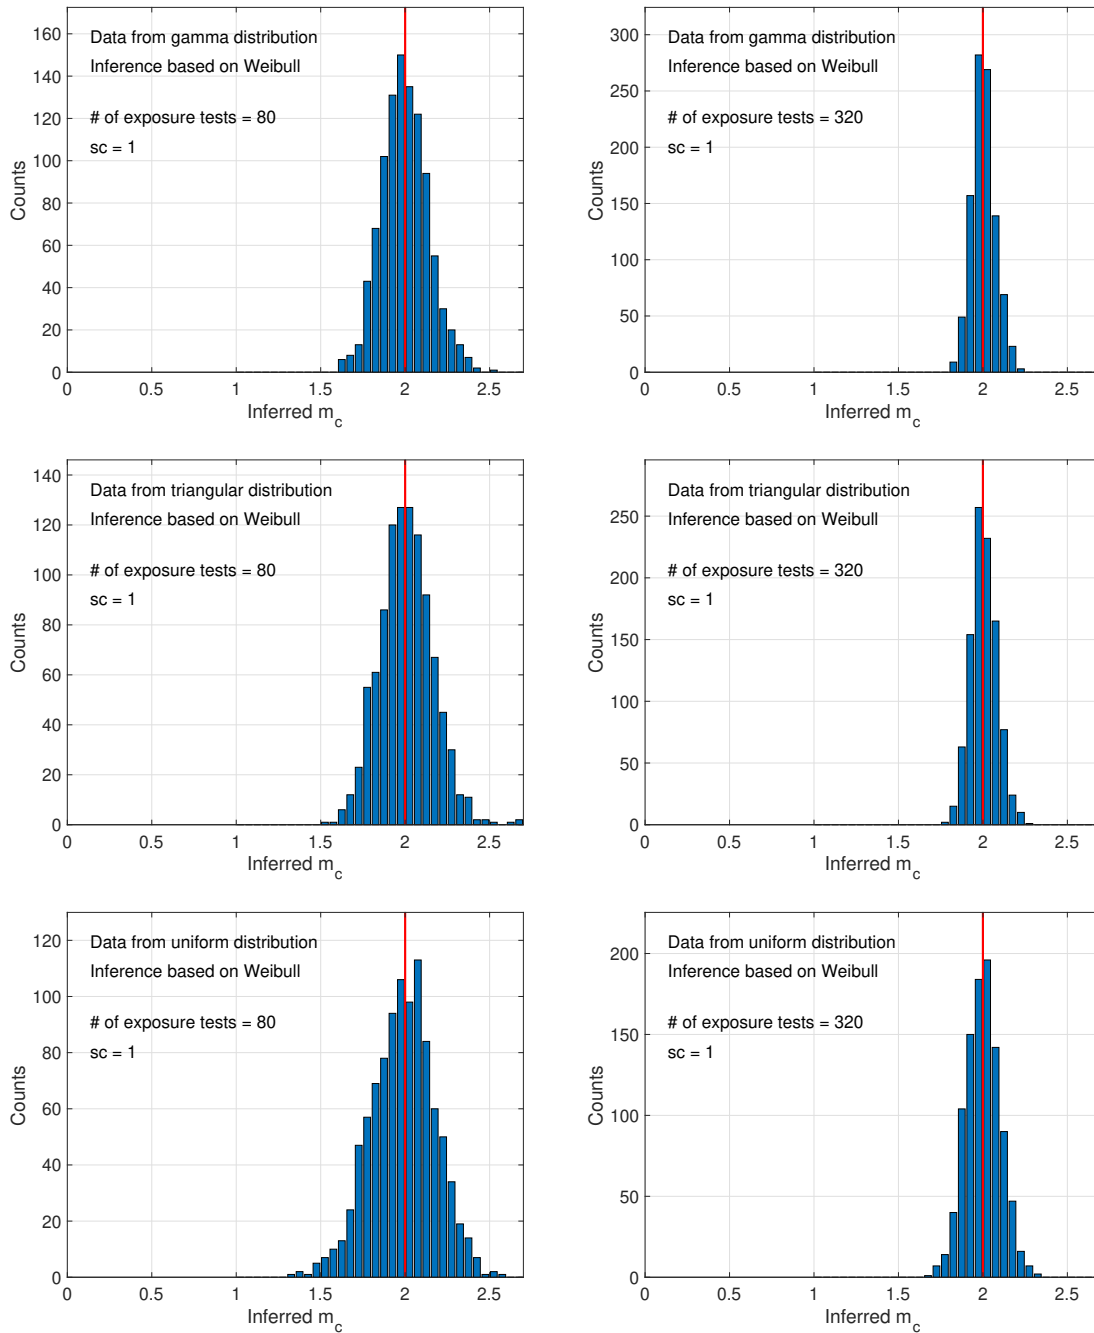 160
140
120
100
80
60
40
20
0
Counts
Data from gamma distribution
Inference based on Weibull
# of exposure tests = 80
sc = 1
0 0.5 1 1.5 2 2.5
Inferred m_c
300
250
200
150
100
50
0
Counts
Data from gamma distribution
Inference based on Weibull
# of exposure tests = 320
sc = 1
0 0.5 1 1.5 2 2.5
Inferred m_c
140
120
100
80
60
40
20
0
Counts
Data from triangular distribution
Inference based on Weibull
# of exposure tests = 80
sc = 1
0 0.5 1 1.5 2 2.5
Inferred m_c
250
200
150
100
50
0
Counts
Data from triangular distribution
Inference based on Weibull
# of exposure tests = 320
sc = 1
0 0.5 1 1.5 2 2.5
Inferred m_c
120
100
80
60
40
20
0
Counts
Data from uniform distribution
Inference based on Weibull
# of exposure tests = 80
sc = 1
0 0.5 1 1.5 2 2.5
Inferred m_c
200
150
100
50
0
Counts
Data from uniform distribution
Inference based on Weibull
# of exposure tests = 320
sc = 1
0 0.5 1 1.5 2 2.5
Inferred m_c